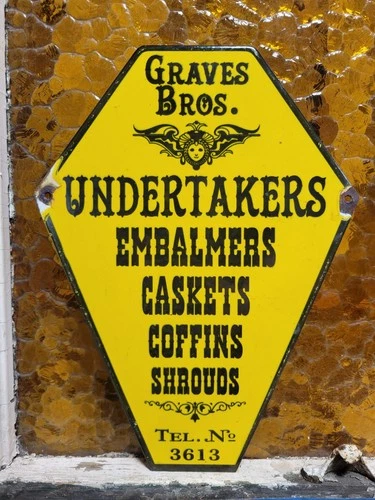 GRAVES
BROS.
UNDERTAKERS
EMBALMERS
CASKETS
COFFINS
SHROUDS
TEL. Nº
3613